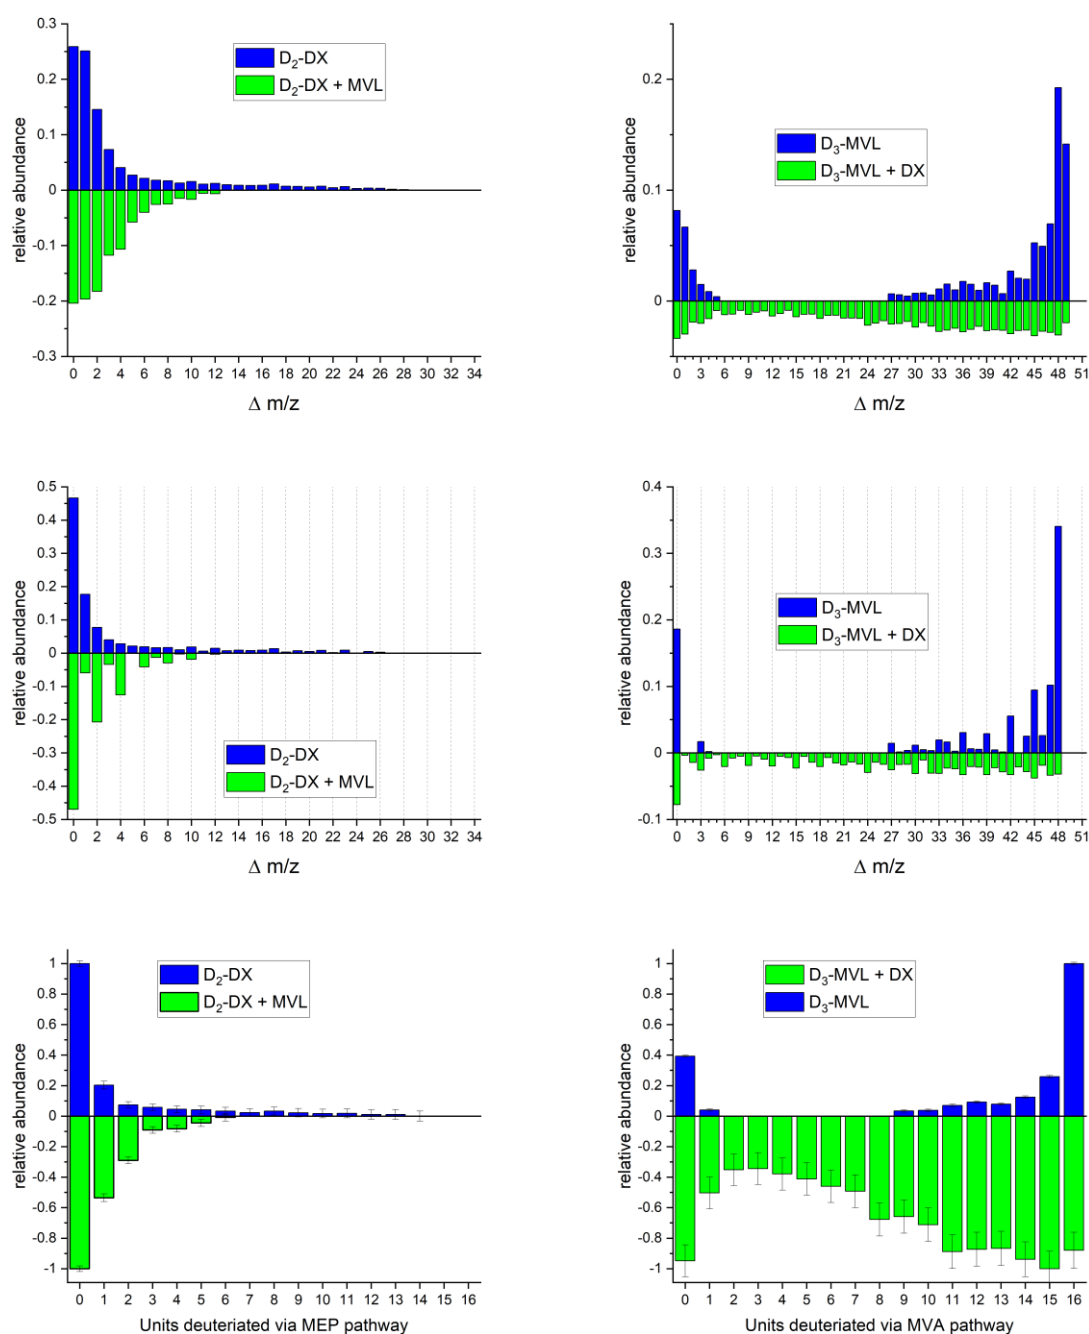 0.3
0.2
0.1
0
-0.1
-0.2
-0.3
relative abundance
D₂-DX
D₂-DX + MVL
0 2 4 6 8 10 12 14 16 18 20 22 24 26 28 30 32 34
Δ m/z
0.2
0.1
0
relative abundance
D₃-MVL
D₃-MVL + DX
0 3 6 9 12 15 18 21 24 27 30 33 36 39 42 45 48 51
Δ m/z
0.5
0.4
0.3
0.2
0.1
0
-0.1
-0.2
-0.3
-0.4
-0.5
relative abundance
D₂-DX
D₂-DX + MVL
0 2 4 6 8 10 12 14 16 18 20 22 24 26 28 30 32 34
Δ m/z
0.4
0.3
0.2
0.1
0
-0.1
relative abundance
D₃-MVL
D₃-MVL + DX
0 3 6 9 12 15 18 21 24 27 30 33 36 39 42 45 48 51
Δ m/z
1
0.8
0.6
0.4
0.2
0
-0.2
-0.4
-0.6
-0.8
-1
relative abundance
D₂-DX
D₂-DX + MVL
0 1 2 3 4 5 6 7 8 9 10 11 12 13 14 15 16
Units deuteriated via MEP pathway
1
0.8
0.6
0.4
0.2
0
-0.2
-0.4
-0.6
-0.8
-1
relative abundance
D₃-MVL + DX
D₃-MVL
0 1 2 3 4 5 6 7 8 9 10 11 12 13 14 15 16
Units deuteriated via MVA pathway